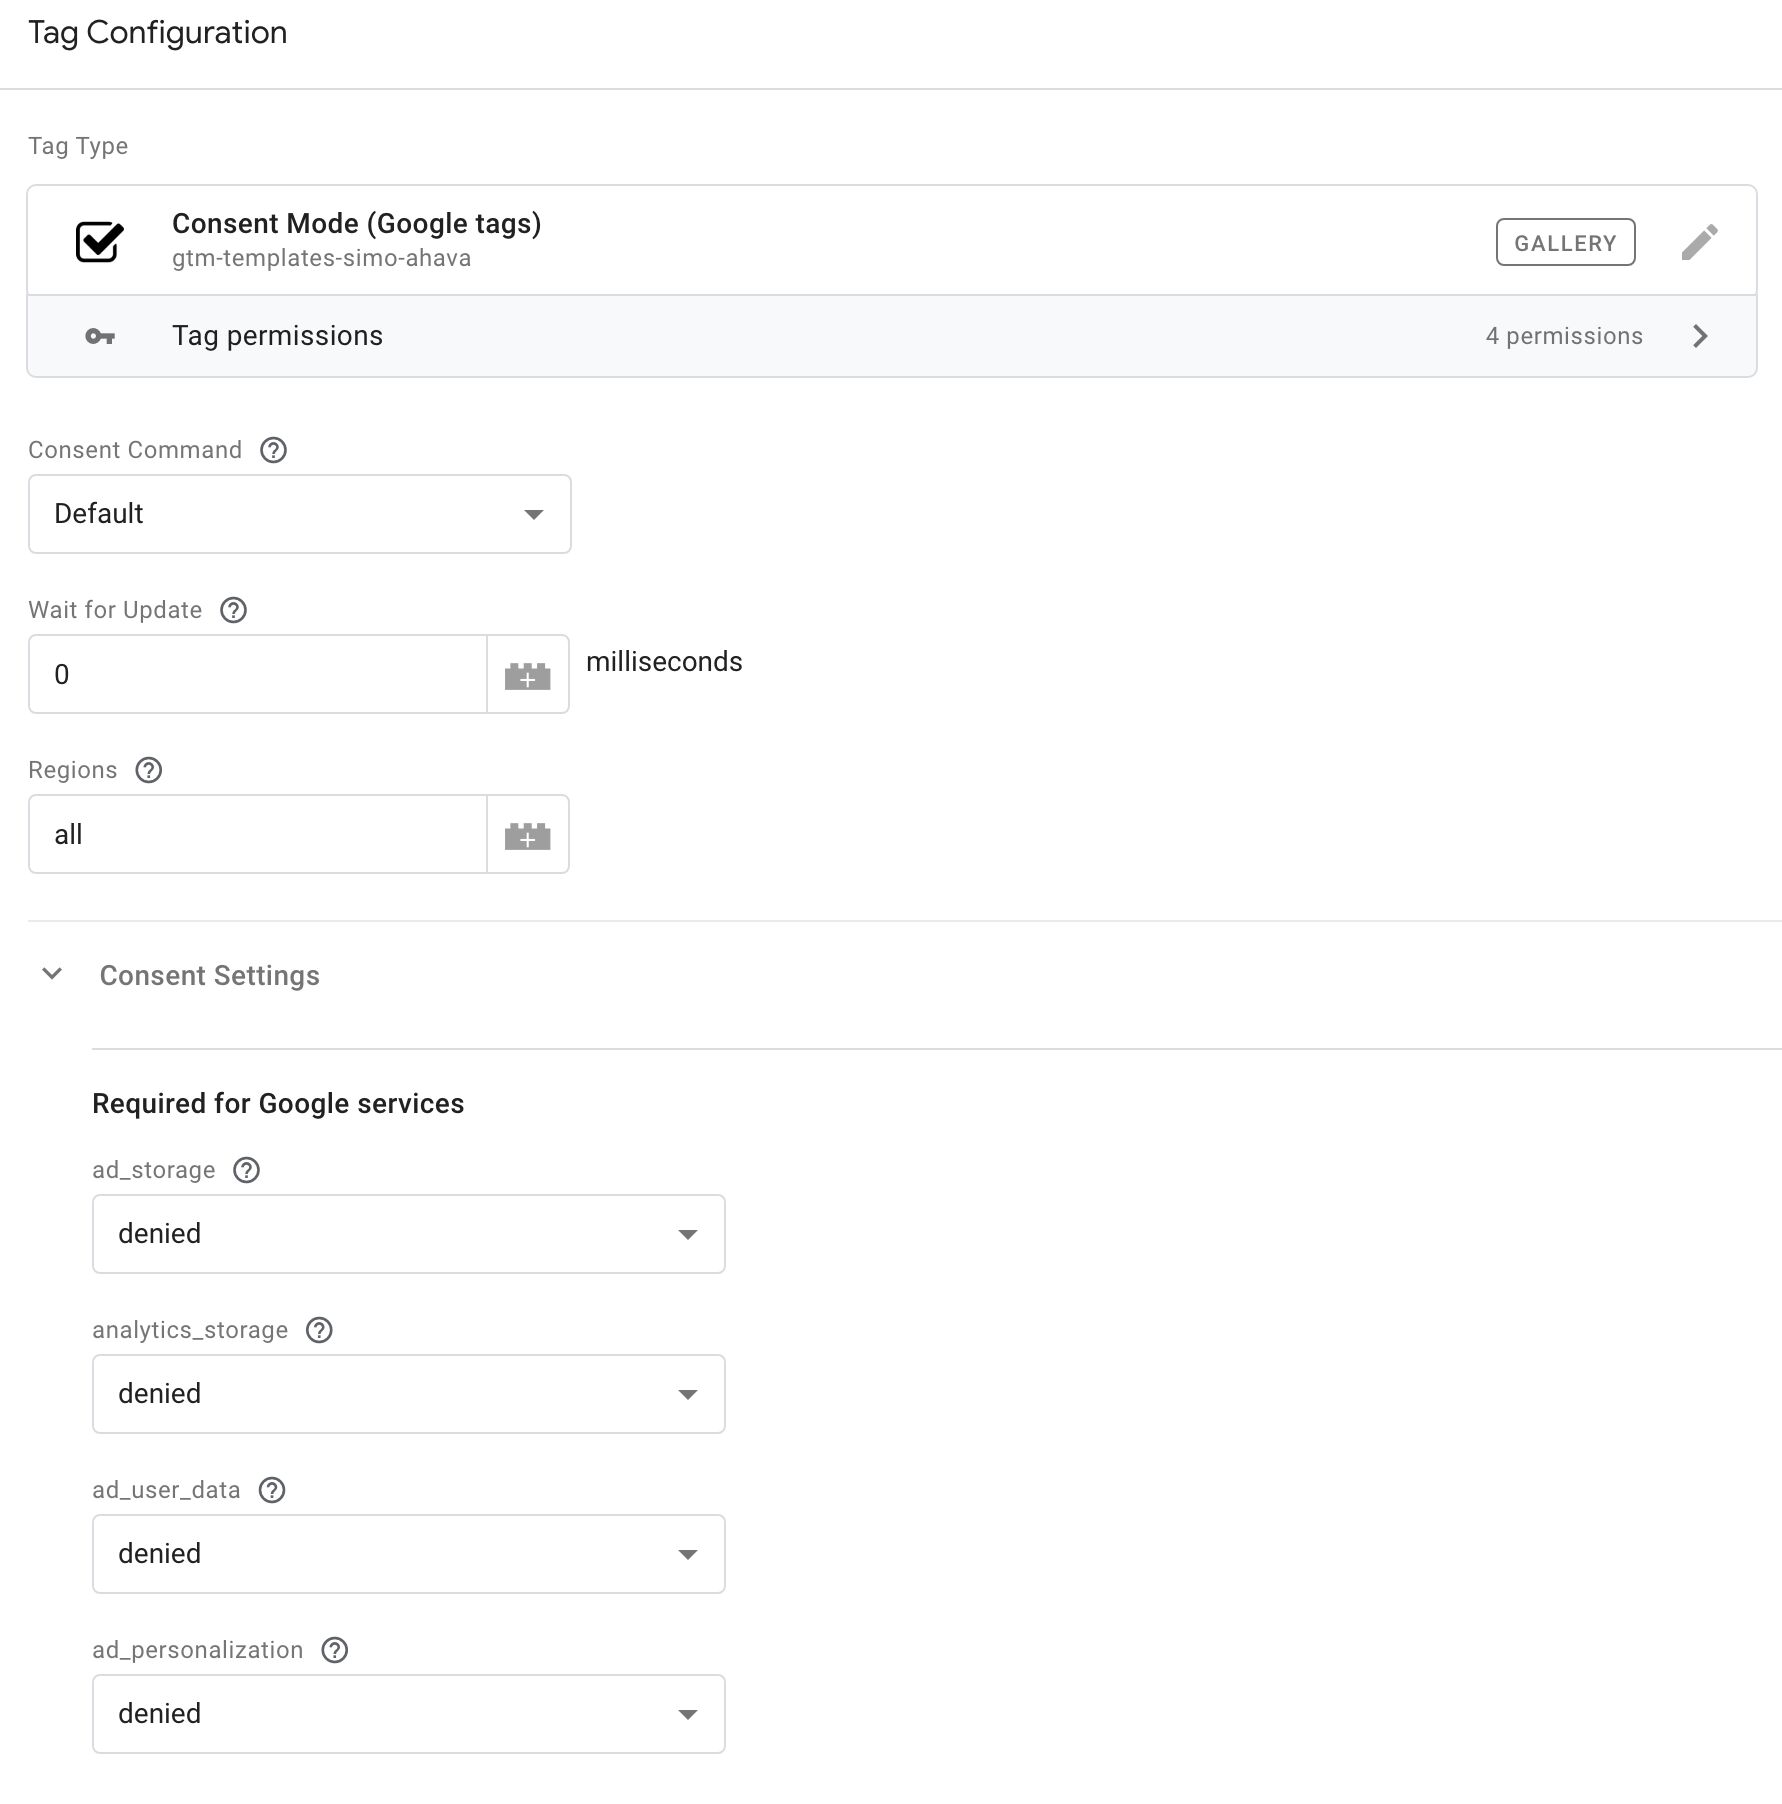 Tag Configuration
Tag Type
Consent Mode (Google tags)
gtm-templates-simo-ahava
GALLERY
Tag permissions
4 permissions
Consent Command
Default
Wait for Update
0
milliseconds
Regions
all
Consent Settings
Required for Google services
ad_storage
denied
analytics_storage
denied
ad_user_data
denied
ad_personalization
denied